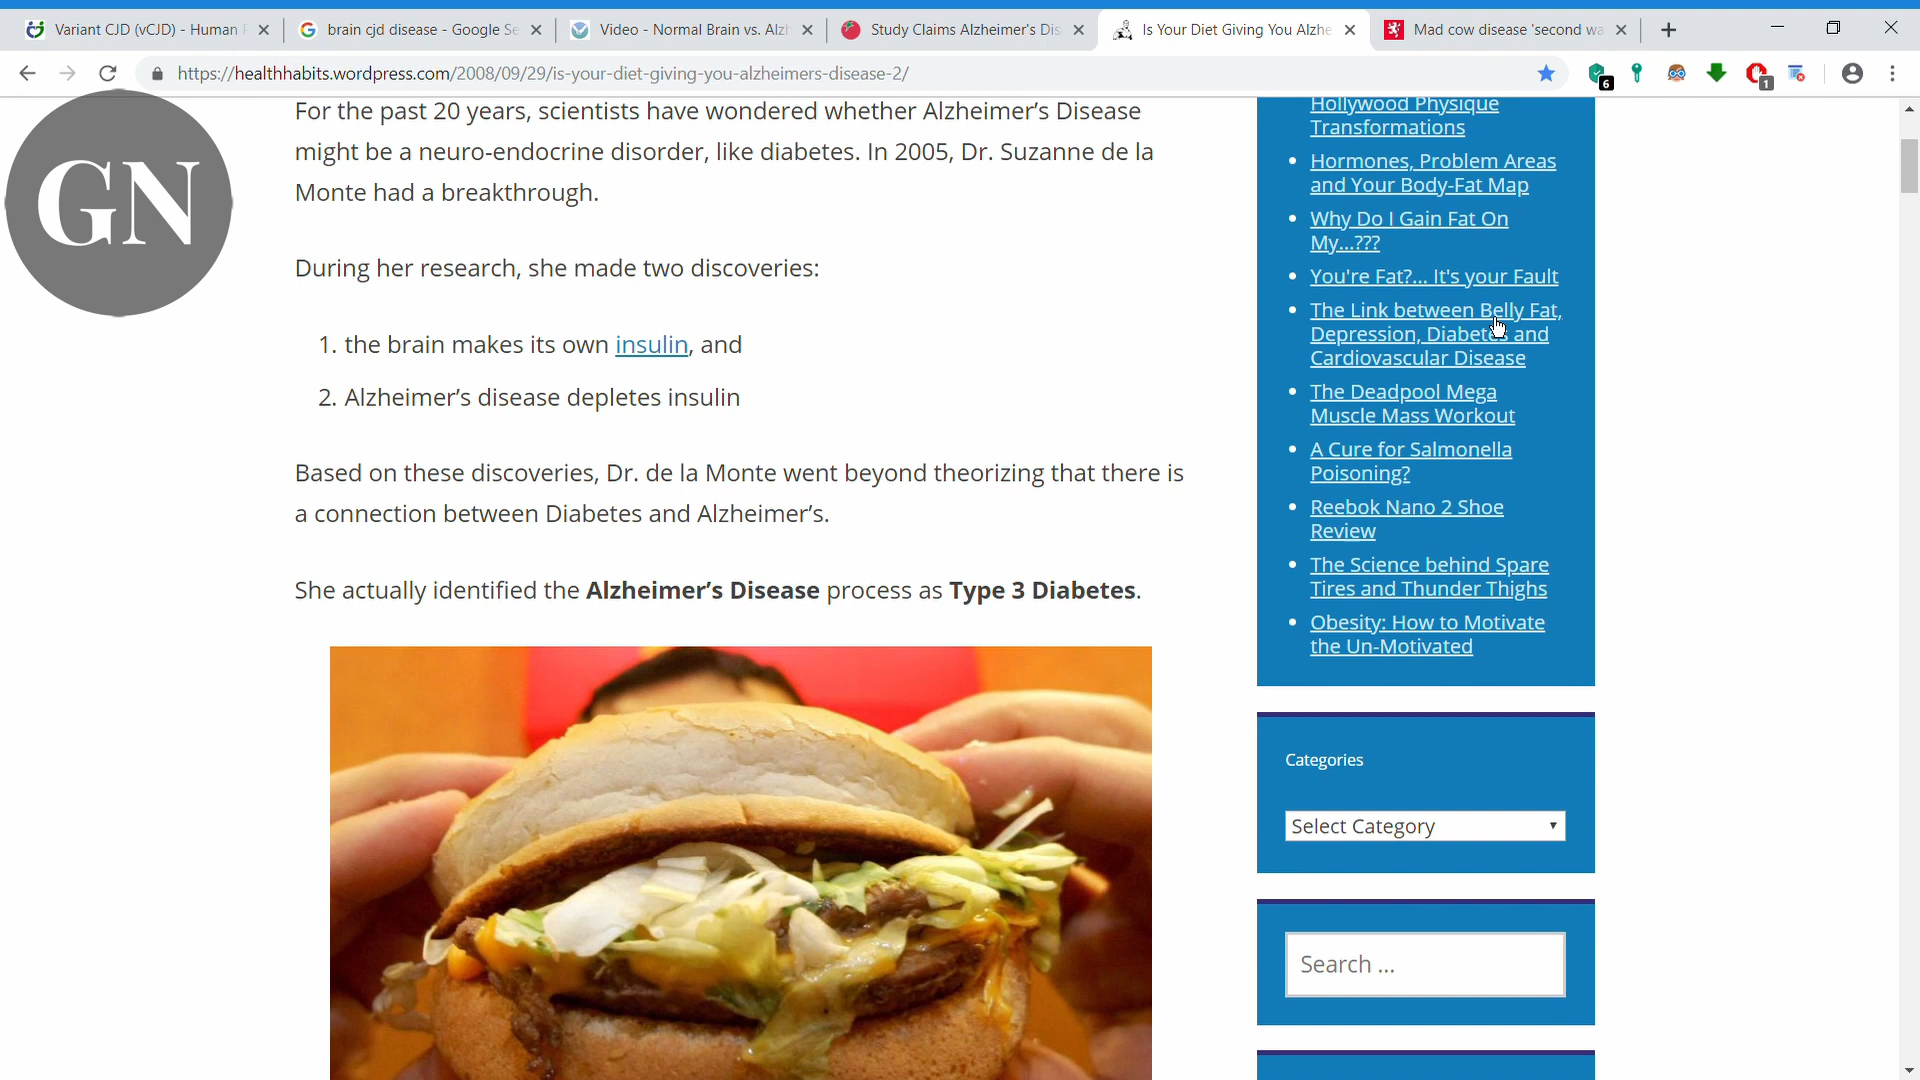 Variant CJD (vCJD) - Human
brain cjd disease - Google Se
Video - Normal Brain vs. Alzh
Study Claims Alzheimer's Dis
Is Your Diet Giving You Alzhe
Mad cow disease 'second wa
https://healthhabits.wordpress.com/2008/09/29/is-your-diet-giving-you-alzheimers-disease-2/
6
1
GN
For the past 20 years, scientists have wondered whether Alzheimer’s Disease
might be a neuro-endocrine disorder, like diabetes. In 2005, Dr. Suzanne de la
Monte had a breakthrough.
During her research, she made two discoveries:
1. the brain makes its own insulin, and
2. Alzheimer’s disease depletes insulin
Based on these discoveries, Dr. de la Monte went beyond theorizing that there is
a connection between Diabetes and Alzheimer’s.
She actually identified the Alzheimer’s Disease process as Type 3 Diabetes.
Hollywood Physique
Transformations
Hormones, Problem Areas
and Your Body-Fat Map
Why Do I Gain Fat On
My...???
You're Fat?... It's your Fault
The Link between Belly Fat,
Depression, Diabetes and
Cardiovascular Disease
The Deadpool Mega
Muscle Mass Workout
A Cure for Salmonella
Poisoning?
Reebok Nano 2 Shoe
Review
The Science behind Spare
Tires and Thunder Thighs
Obesity: How to Motivate
the Un-Motivated
Categories
Select Category
Search ...